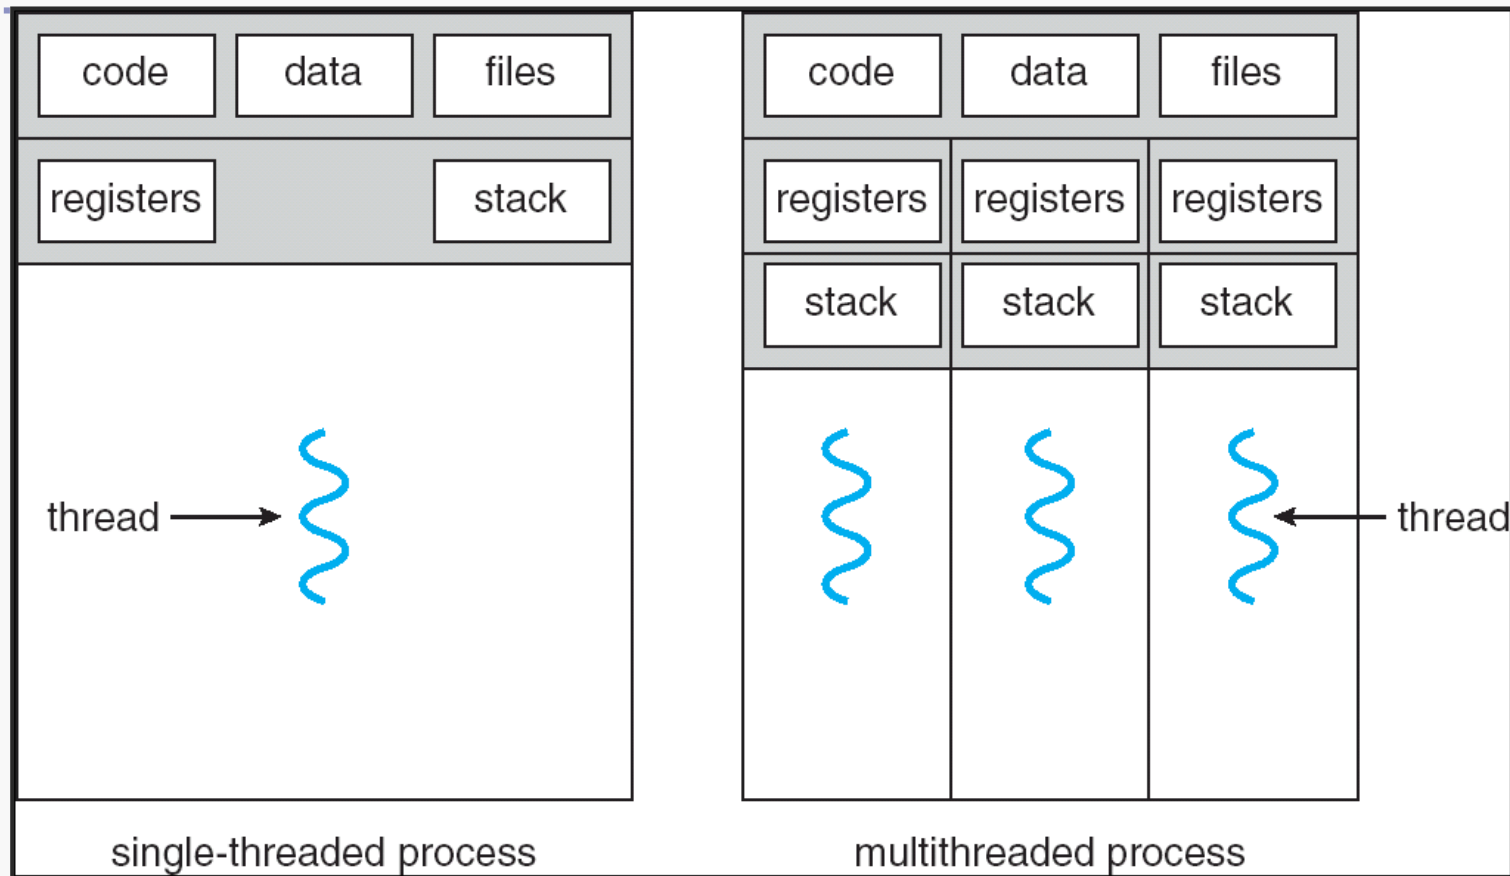 code data files
registers stack
thread
single-threaded process
code data files
registers registers registers
stack stack stack
thread
multithreaded process